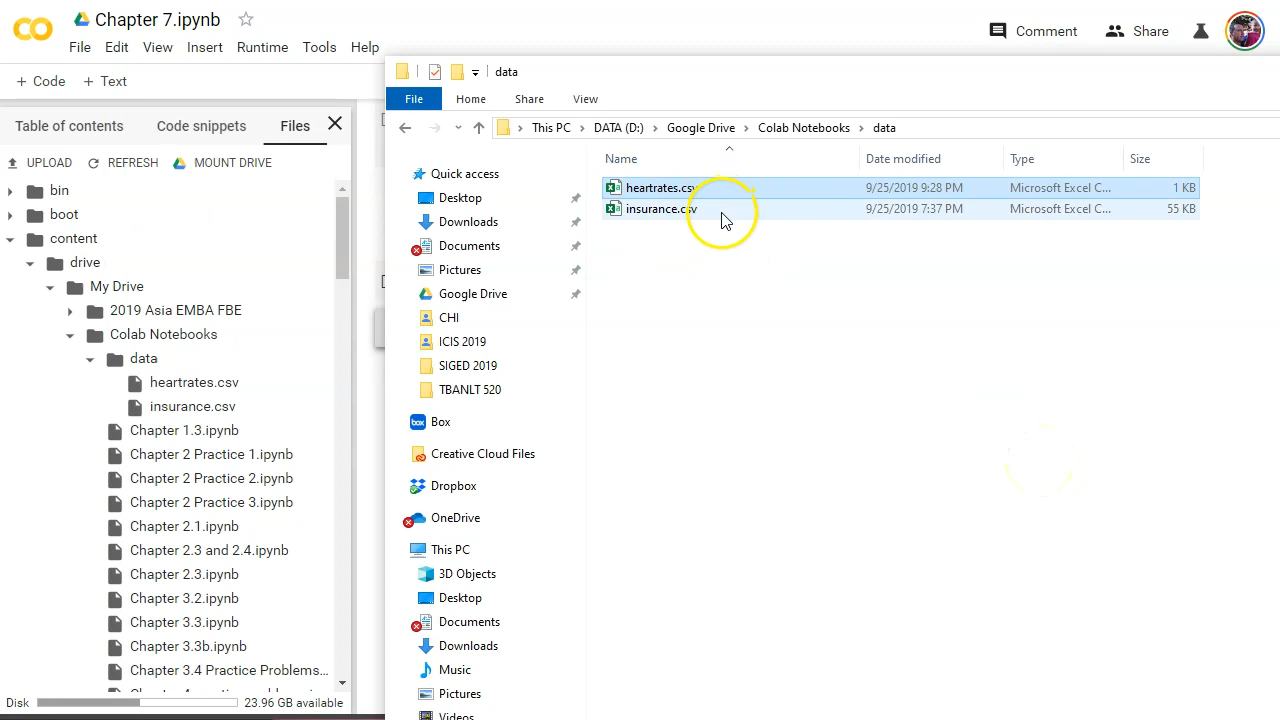 Chapter 7.ipynb
File Edit View Insert Runtime Tools Help
Comment
Share
+ Code + Text
Table of contents Code snippets Files
UPLOAD REFRESH MOUNT DRIVE
bin
boot
content
drive
My Drive
2019 Asia EMBA FBE
Colab Notebooks
data
heartrates.csv
insurance.csv
Chapter 1.3.ipynb
Chapter 2 Practice 1.ipynb
Chapter 2 Practice 2.ipynb
Chapter 2 Practice 3.ipynb
Chapter 2.1.ipynb
Chapter 2.3 and 2.4.ipynb
Chapter 2.3.ipynb
Chapter 3.2.ipynb
Chapter 3.3.ipynb
Chapter 3.3b.ipynb
Chapter 3.4 Practice Problems...
Disk 23.96 GB available
data
File Home Share View
This PC > DATA (D:) > Google Drive > Colab Notebooks > data
Name Date modified Type Size
heartrates.csv 9/25/2019 9:28 PM Microsoft Excel C... 1 KB
insurance.csv 9/25/2019 7:37 PM Microsoft Excel C... 55 KB
Quick access
Desktop
Downloads
Documents
Pictures
Google Drive
CHI
ICIS 2019
SIGED 2019
TBANLT 520
box
Box
Creative Cloud Files
Dropbox
OneDrive
This PC
3D Objects
Desktop
Documents
Downloads
Music
Pictures
Videos